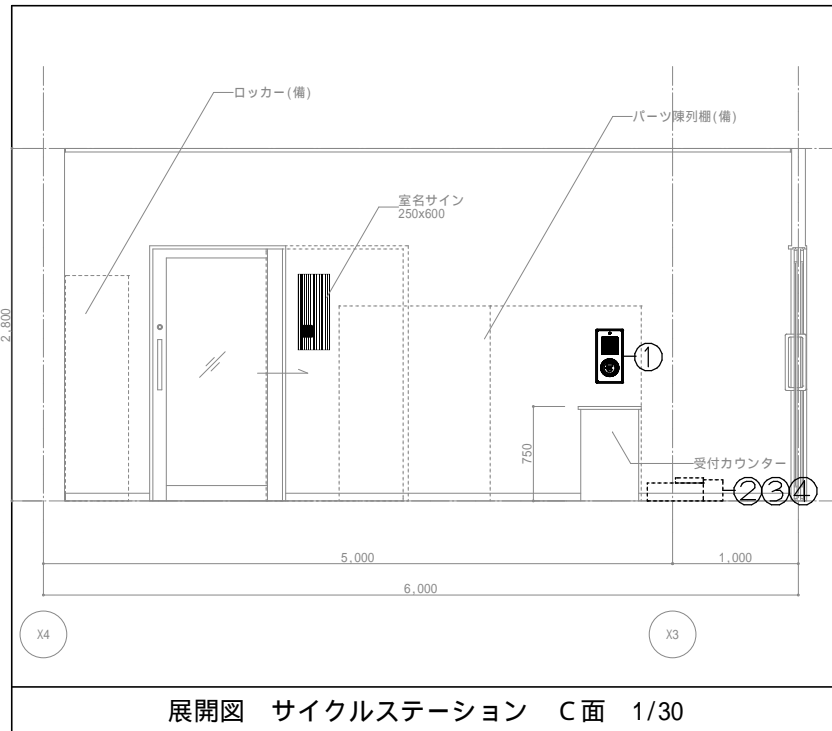 ロッカー(備)
パーツ陳列棚(備)
室名サイン
250x600
2,800
①
750
受付カウンター
②③④
5,000
1,000
6,000
X4
X3
展開図 サイクルステーション C面 1/30